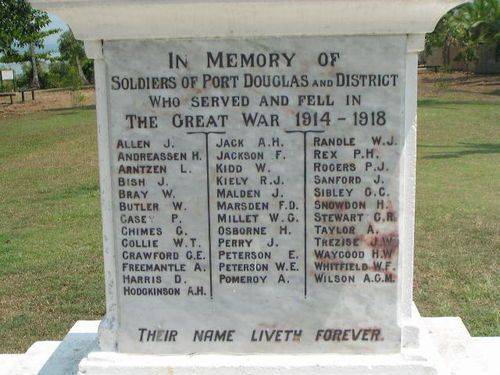 IN MEMORY OF
SOLDIERS OF PORT DOUGLAS AND DISTRICT
WHO SERVED AND FELL IN
THE GREAT WAR 1914 - 1918
ALLEN J.
ANDREASSEN H.
ARNTZEN L.
BISH J.
BRAY W.
BUTLER W.
CASEY P.
CHIMES G.
COLLIE W.T.
CRAWFORD G.E.
FREEMANTLE A.
HARRIS D.
HODGKINSON A.H.
JACK A.H.
JACKSON F.
KIDD W.
KIELY R.J.
MALDEN J.
MARSDEN F.D.
MILLET W.G.
OSBORNE H.
PERRY J.
PETERSON E.
PETERSON W.E.
POMEROY A.
RANDLE W.J.
REX P.H.
ROGERS P.J.
SANFORD J.
SIBLEY G.C.
SNOWDON H.
STEWART G.R.
TAYLOR A.
TREZISE J.W.
WAYGOOD H.W.
WHITFIELD W.F.
WILSON A.G.M.
THEIR NAME LIVETH FOREVER.